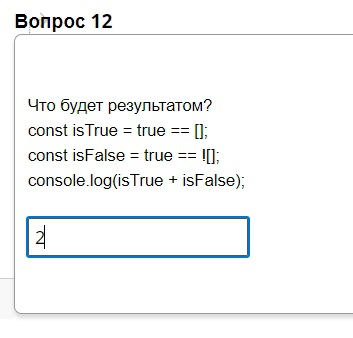 Вопрос 12
Что будет результатом?
const isTrue = true == [];
const isFalse = true == ![];
console.log(isTrue + isFalse);
2